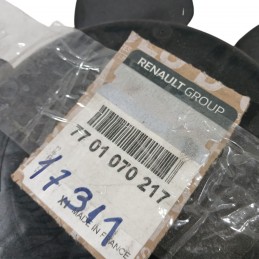 RENAULT GROUP
77 01 070 217
17311
MADE IN FRANCE